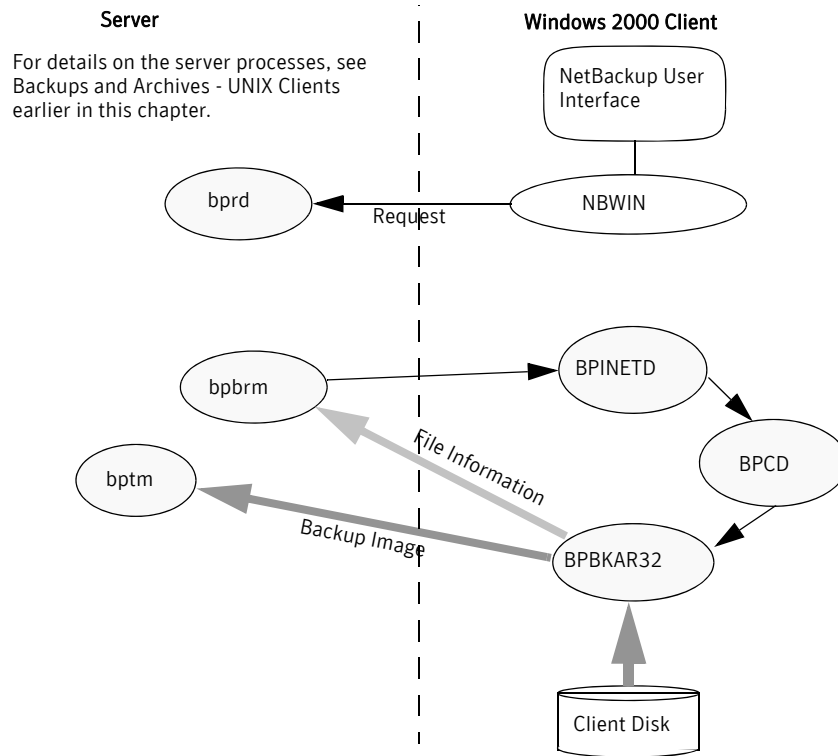 Server
Windows 2000 Client
For details on the server processes, see
Backups and Archives - UNIX Clients
earlier in this chapter.
NetBackup User
Interface
bprd
Request
NBWIN
bpbrm
BPINETD
File Information
BPCD
bptm
Backup Image
BPBKAR32
Client Disk